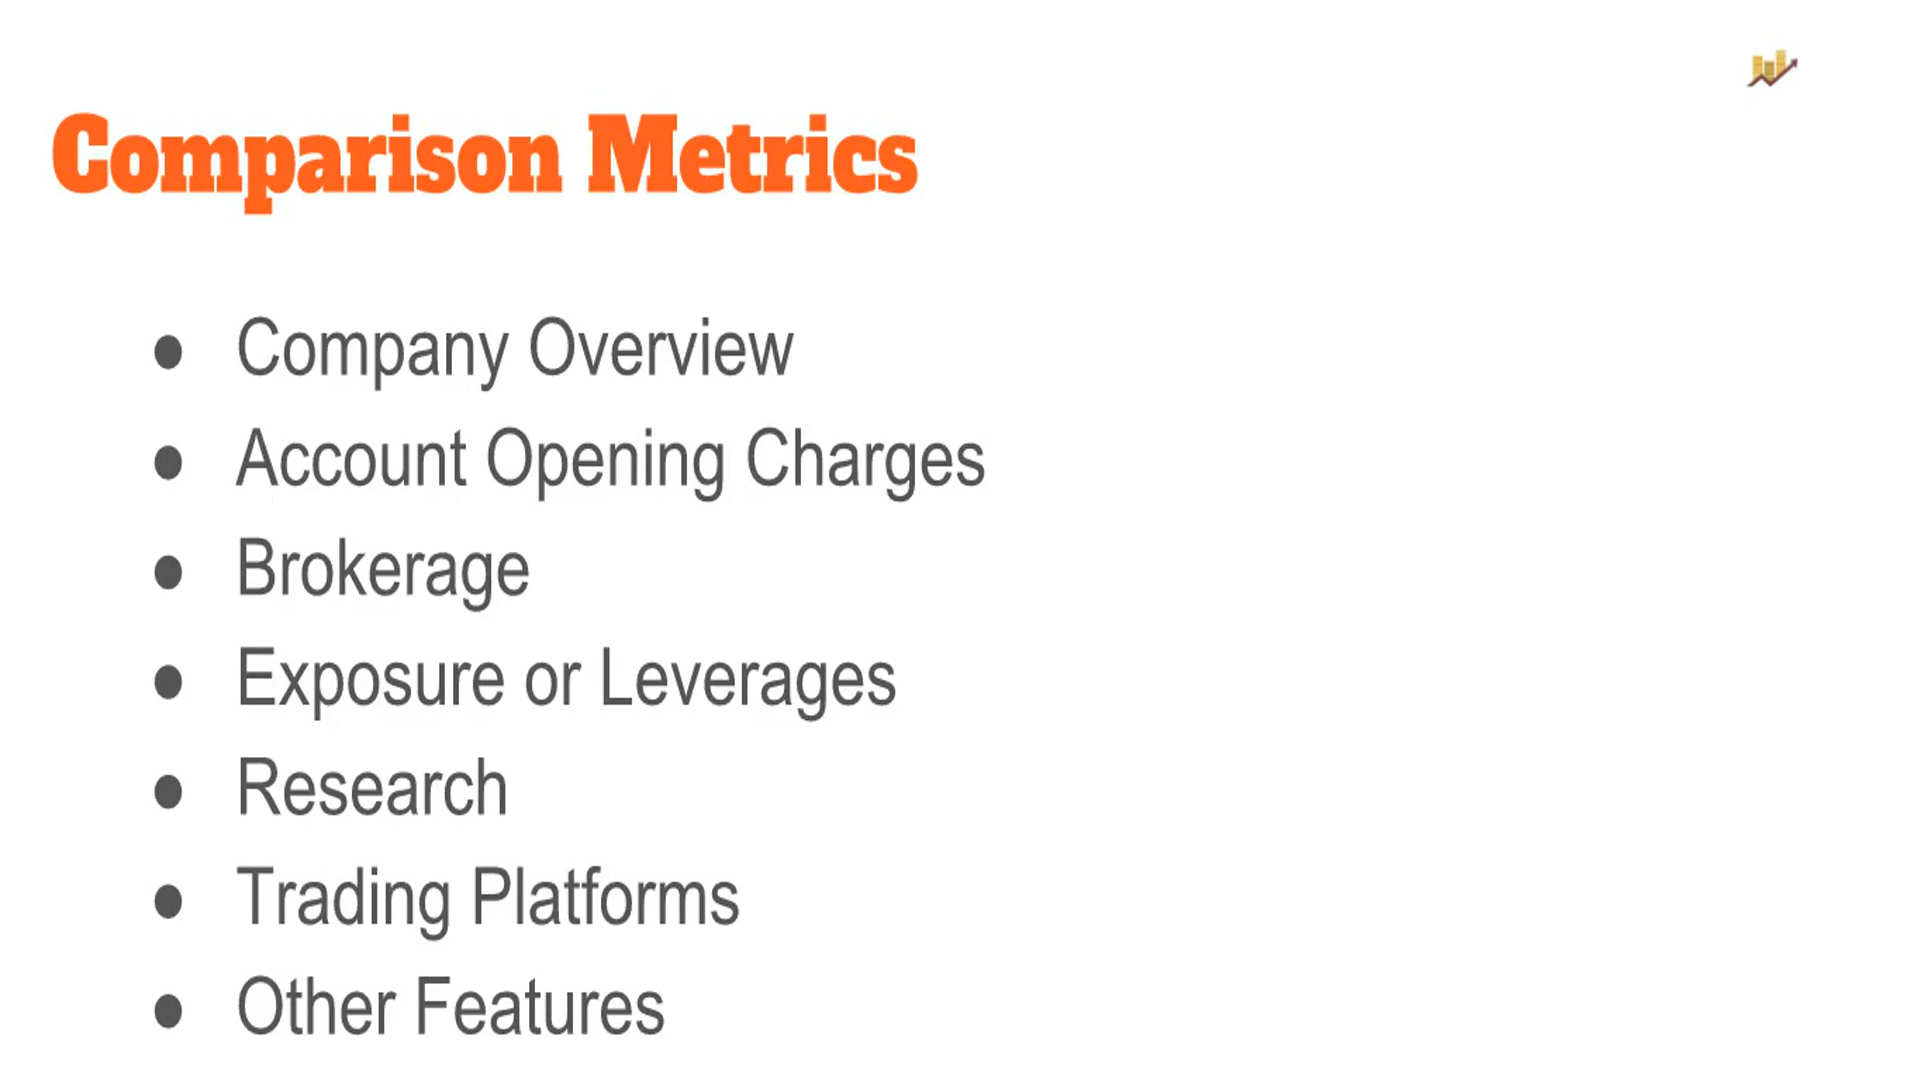 Comparison Metrics
● Company Overview
● Account Opening Charges
● Brokerage
● Exposure or Leverages
● Research
● Trading Platforms
● Other Features